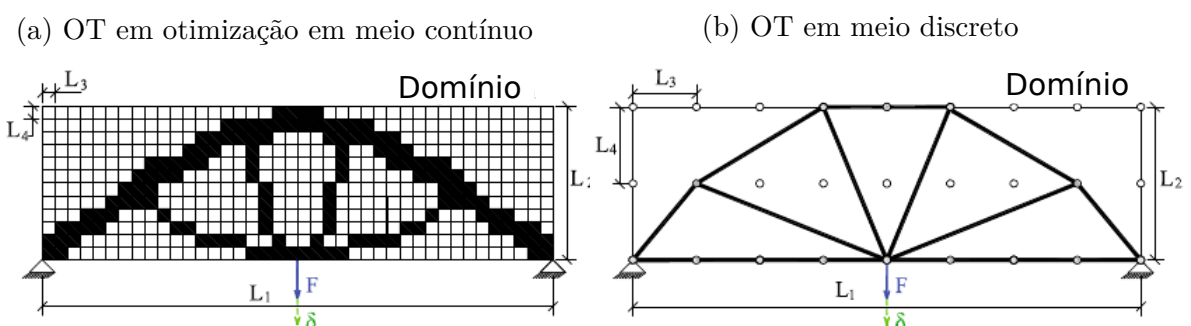 (a) OT em otimização em meio contínuo
L₃
Domínio
L₄
L₂
F
L₁
δ
(b) OT em meio discreto
L₃
Domínio
L₄
L₂
L₁
F
δ